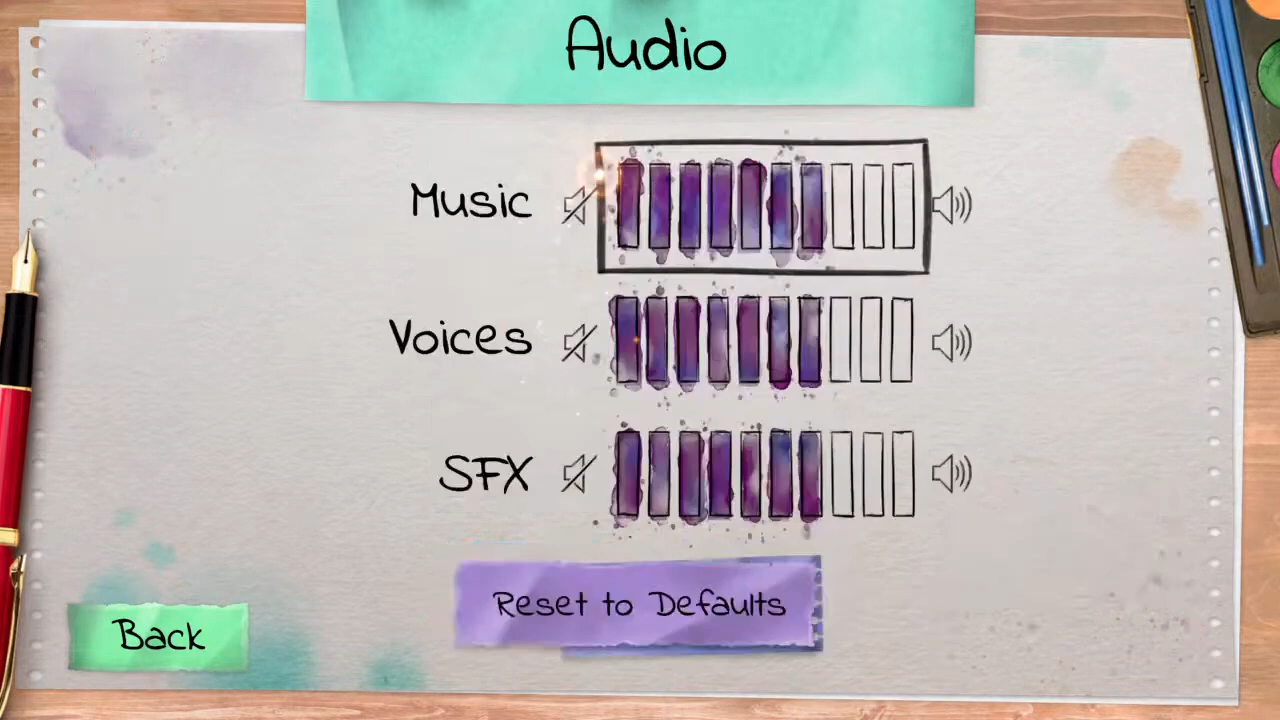 Audio
Music
Voices
SFX
Reset to Defaults
Back